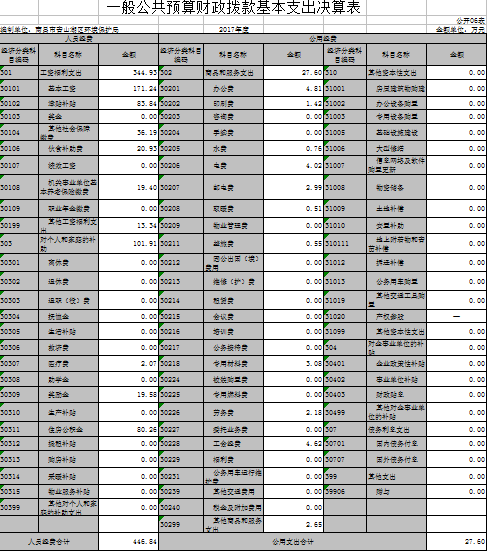 一般公共预算财政拨款基本支出决算表
公开06表
编制单位：南昌市青山湖区环境保护局 2017年度 金额单位：万元
人员经费 公用经费
经济分类科目编码 科目名称 金额 经济分类科目编码 科目名称 金额 经济分类科目编码 科目名称 金额
301 工资福利支出 344.93 302 商品和服务支出 27.60 310 其他资本性支出 0.00
30101 基本工资 171.24 30201 办公费 4.81 31001 房屋建筑物购建 0.00
30102 津贴补贴 83.84 30202 印刷费 1.42 31002 办公设备购置 0.00
30103 奖金 0.00 30203 咨询费 0.00 31003 专用设备购置 0.00
30104 其他社会保障缴费 36.19 30204 手续费 0.00 31005 基础设施建设 0.00
30106 伙食补助费 20.93 30205 水费 0.76 31006 大型修缮 0.00
30107 绩效工资 0.00 30206 电费 4.02 31007 信息网络及软件购置更新 0.00
30108 机关事业单位基本养老保险缴费 19.40 30207 邮电费 2.99 31008 物资储备 0.00
30109 职业年金缴费 0.00 30208 取暖费 0.51 31009 土地补偿 0.00
30199 其他工资福利支出 13.34 30209 物业管理费 0.00 31010 安置补助 0.00
303 对个人和家庭的补助 101.91 30211 差旅费 0.55 310111 地上附着物和青苗补偿 0.00
30301 离休费 0.00 30212 因公出国（境）费用 0.00 31012 拆迁补偿 0.00
30302 退休费 0.00 30213 维修（护）费 0.00 31013 公务用车购置 0.00
30303 退职（役）费 0.00 30214 租赁费 0.00 31019 其他交通工具购置 0.00
30304 抚恤金 0.00 30215 会议费 0.00 31020 产权参股 —
30305 生活补贴 0.00 30216 培训费 0.00 31099 其他资本性支出 0.00
30306 救济费 0.00 30217 公务接待费 0.00 304 对企事业单位的补贴 0.00
30307 医疗费 2.07 30218 专用材料费 3.08 30401 企业政策性补贴 0.00
30308 助学金 0.00 30224 被装购置费 0.00 30402 事业单位补贴 0.00
30309 奖励金 19.58 30225 专用燃料费 0.00 30403 财政贴息 0.00
30310 生产补贴 0.00 30226 劳务费 2.18 30499 其他对企事业单位的补贴 0.00
30311 住房公积金 80.26 30227 委托业务费 0.00 307 债务利息支出 0.00
30312 提租补贴 0.00 30228 工会经费 4.62 30701 国内债务付息 0.00
30313 购房补贴 0.00 30229 福利费 0.00 30707 国外债务付息 0.00
30314 采暖补贴 0.00 30231 公务用车运行维护费 0.00 399 其他支出 0.00
30315 物业服务补贴 0.00 30239 其他交通费用 0.00 39906 赠与 0.00
30399 其他对个人和家庭的补助支出 0.00 30240 税金及附加费用 0.00
30299 其他商品和服务支出 2.65
人员经费合计 446.84 公用支出合计 27.60